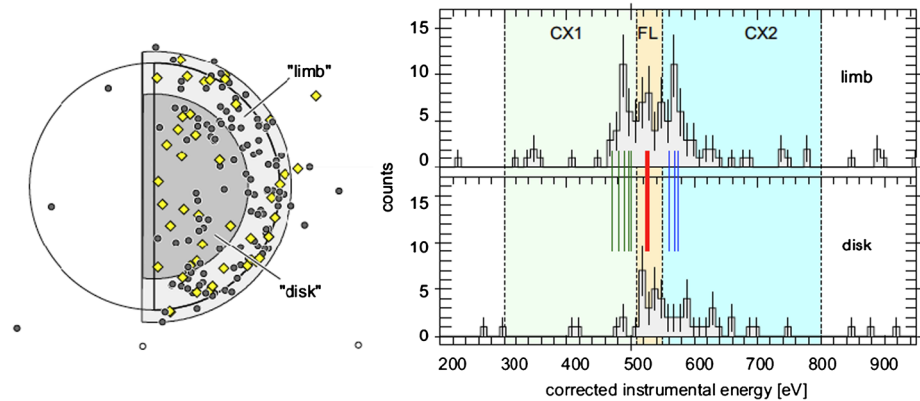 "limb"
"disk"
CX1 FL CX2
15
10
5
0
limb
15
10
5
0
disk
counts
200 300 400 500 600 700 800 900
corrected instrumental energy [eV]